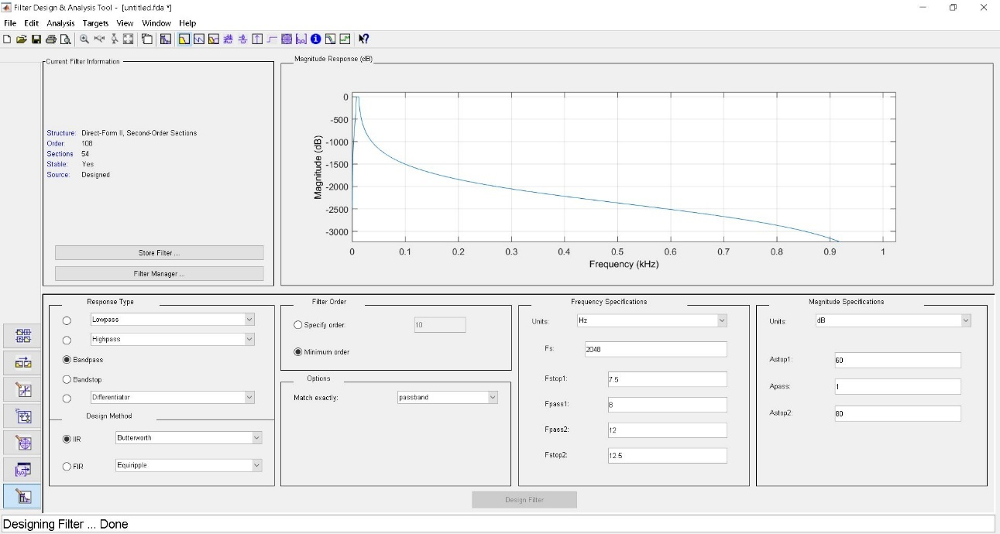 Filter Design & Analysis Tool - [untitled.fda *]
File Edit Analysis Targets View Window Help
Current Filter Information
Structure: Direct-Form II, Second-Order Sections
Order: 108
Sections 54
Stable: Yes
Source: Designed
Store Filter ...
Filter Manager ...
Magnitude Response (dB)
Magnitude (dB)
0
-500
-1000
-1500
-2000
-2500
-3000
0 0.1 0.2 0.3 0.4 0.5 0.6 0.7 0.8 0.9 1
Frequency (kHz)
Response Type
Lowpass
Highpass
Bandpass
Bandstop
Differentiator
Design Method
IIR Butterworth
FIR Equiripple
Filter Order
Specify order: 10
Minimum order
Options
Match exactly: passband
Frequency Specifications
Units: Hz
Fs: 2048
Fstop1: 7.5
Fpass1: 8
Fpass2: 12
Fstop2: 12.5
Magnitude Specifications
Units: dB
Astop1: 60
Apass: 1
Astop2: 80
Design Filter
Designing Filter ... Done